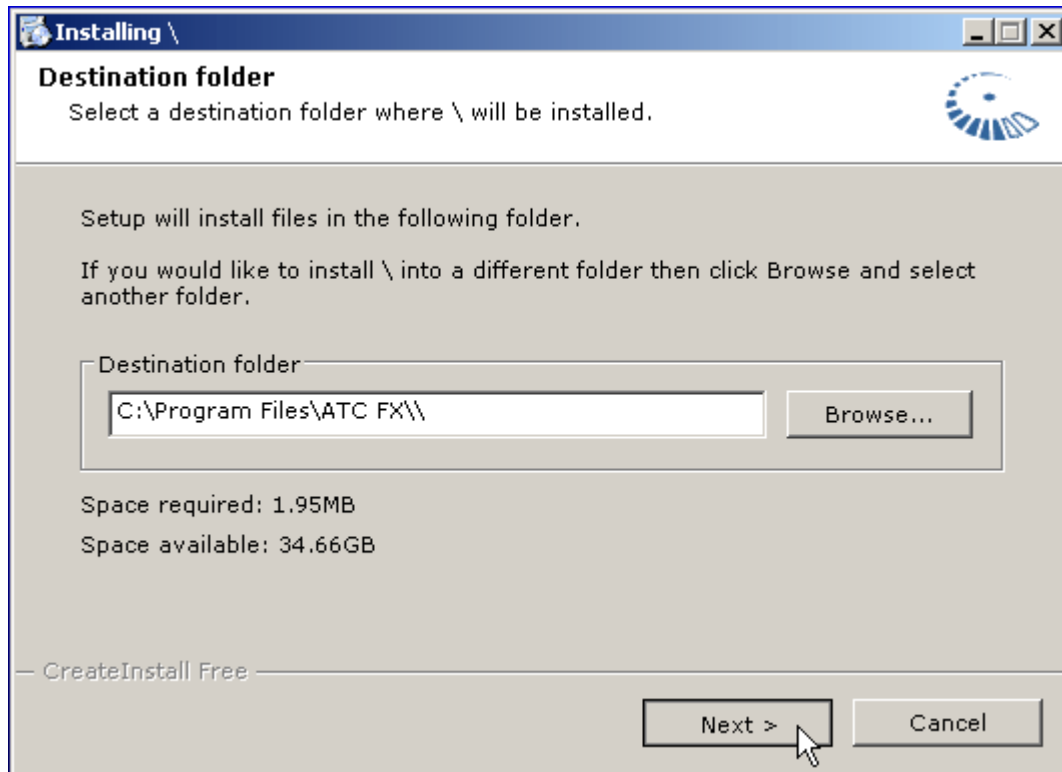 Installing \
Destination folder
Select a destination folder where \ will be installed.
Setup will install files in the following folder.
If you would like to install \ into a different folder then click Browse and select
another folder.
Destination folder
C:\Program Files\ATC FX\\
Browse...
Space required: 1.95MB
Space available: 34.66GB
CreateInstall Free
Next >
Cancel